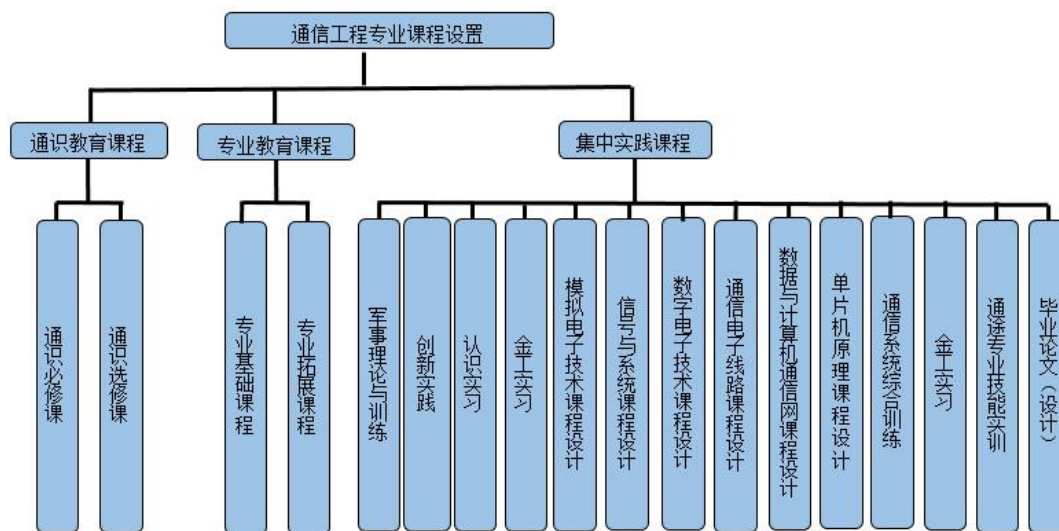 通信工程专业课程设置
通识教育课程
专业教育课程
集中实践课程
通识必修课
通识选修课
专业基础课程
专业拓展课程
军事理论与训练
创新实践
认识实习
金工实习
模拟电子技术课程设计
信号与系统课程设计
数字电子技术课程设计
通信电子线路课程设计
数据与计算机通信网课程设计
单片机原理课程设计
通信系统综合训练
金工实习
通途专业技能实训
毕业论文（设计）